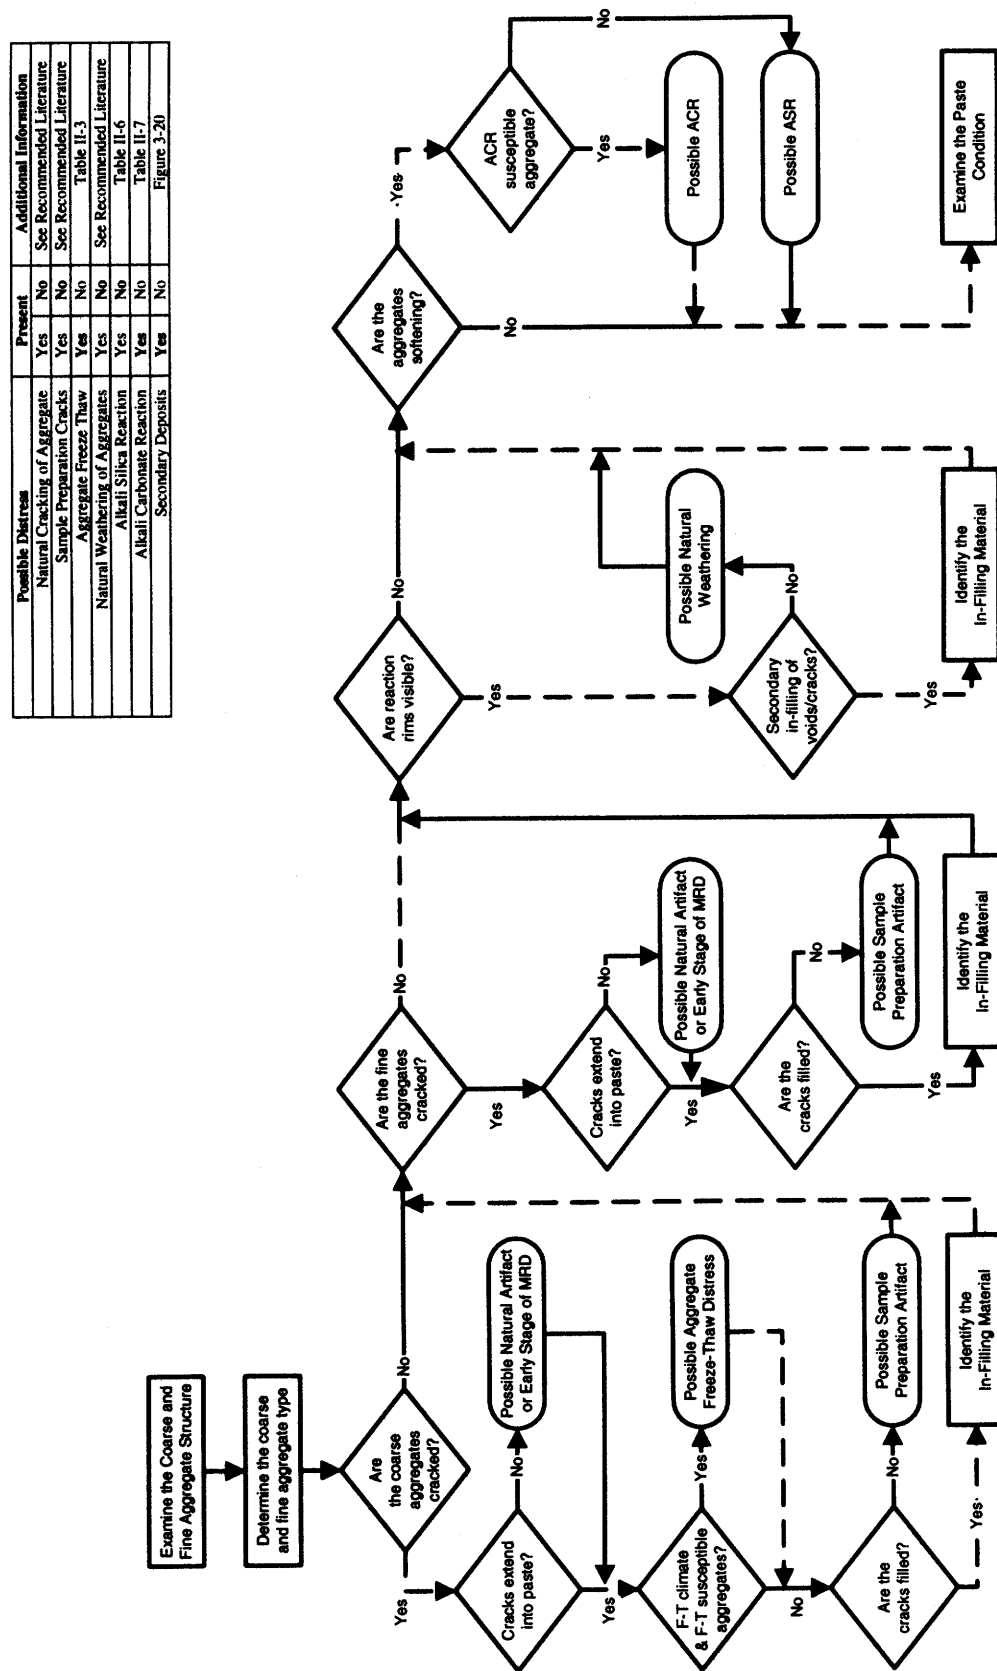 Possible Distress Present Additional Information
Natural Cracking of Aggregate Yes No See Recommended Literature
Sample Preparation Cracks Yes No See Recommended Literature
Aggregate Freeze Thaw Yes No Table II-3
Natural Weathering of Aggregates Yes No See Recommended Literature
Alkali Silica Reaction Yes No Table II-6
Alkali Carbonate Reaction Yes No Table II-7
Secondary Deposits Yes No Figure 3-20
Examine the Coarse and
Fine Aggregate Structure
Determine the coarse
and fine aggregate type
Are
the coarse
aggregates
cracked?
Yes
No
Cracks extend
into paste?
No
Possible Natural Artifact
or Early Stage of MRD
Yes
F-T climate
& F-T susceptible
aggregates?
Yes
Possible Aggregate
Freeze-Thaw Distress
No
Are the
cracks filled?
No
Possible Sample
Preparation Artifact
Yes
Identify the
In-Filling Material
Are the fine
aggregates
cracked?
No
Yes
Cracks extend
into paste?
No
Possible Natural Artifact
or Early Stage of MRD
Yes
Are the
cracks filled?
No
Possible Sample
Preparation Artifact
Yes
Identify the
In-Filling Material
Are reaction
rims visible?
No
Yes
Secondary
in-filling of
voids/cracks?
No
Possible Natural
Weathering
Yes
Identify the
In-Filling Material
Are the
aggregates
softening?
Yes
No
ACR
susceptible
aggregate?
No
Yes
Possible ACR
Possible ASR
Examine the Paste
Condition